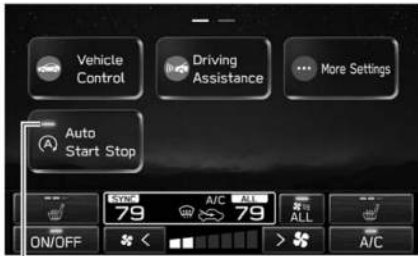 Vehicle
Control
Driving
Assistance
More Settings
Auto
Start Stop
A
SYNC
79
A/C
ALL
79
ALL
ON/OFF
<
>
A/C